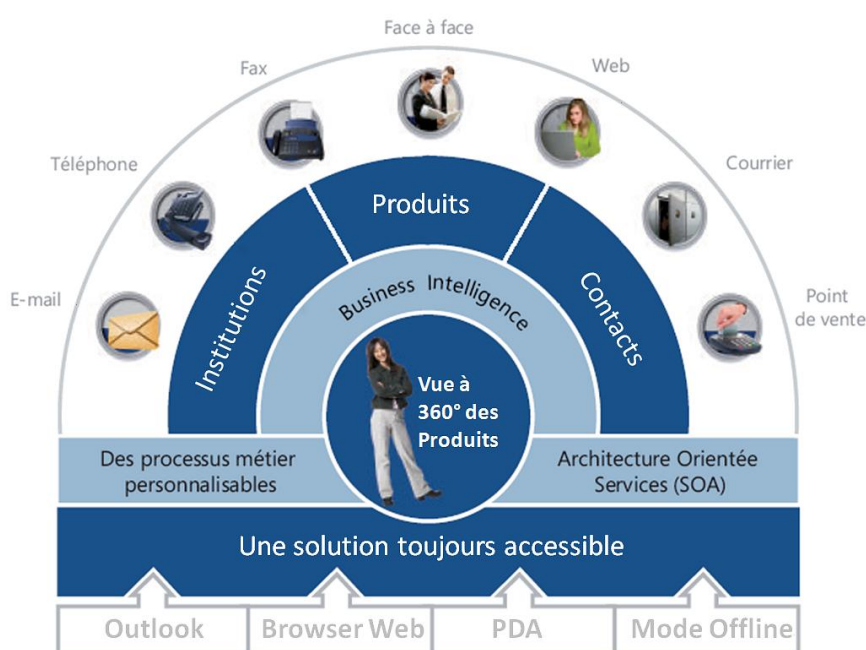 Face à face
Fax
Web
Téléphone
Courrier
E-mail
Point
de vente
Produits
Institutions
Contacts
Business Intelligence
Vue à
360° des
Produits
Des processus métier
personnalisables
Architecture Orientée
Services (SOA)
Une solution toujours accessible
Outlook
Browser Web
PDA
Mode Offline